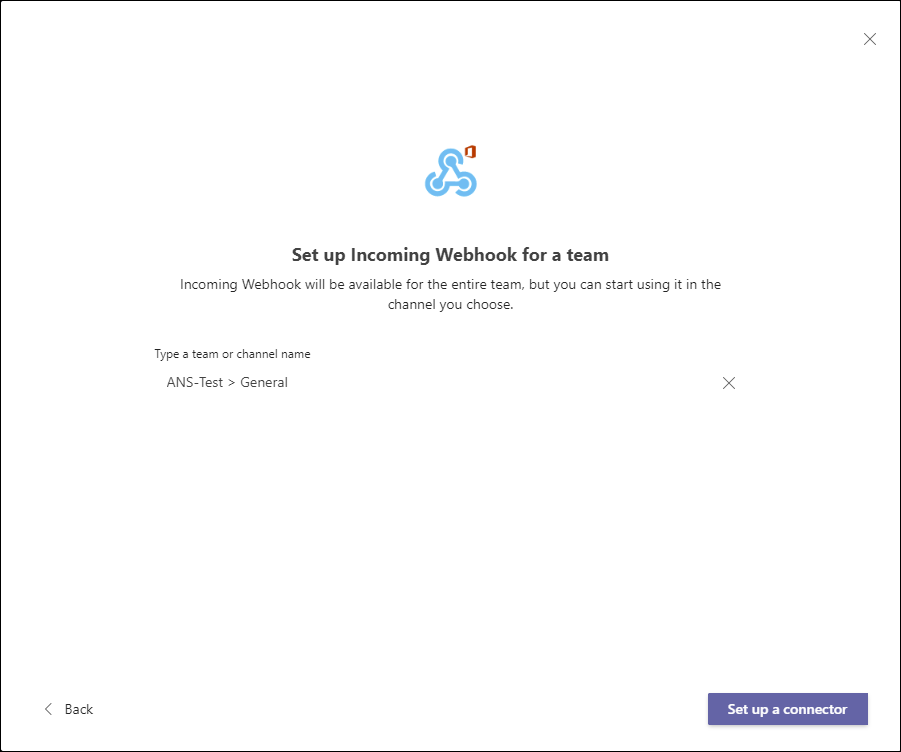 Set up Incoming Webhook for a team
Incoming Webhook will be available for the entire team, but you can start using it in the
channel you choose.
Type a team or channel name
ANS-Test > General
Back
Set up a connector